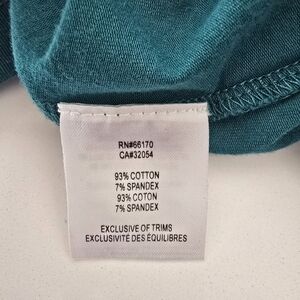 RN#66170
CA#32054
93% COTTON
7% SPANDEX
93% COTON
7% SPANDEX
EXCLUSIVE OF TRIMS
EXCLUSIVITÉ DES ÉQUILIBRES